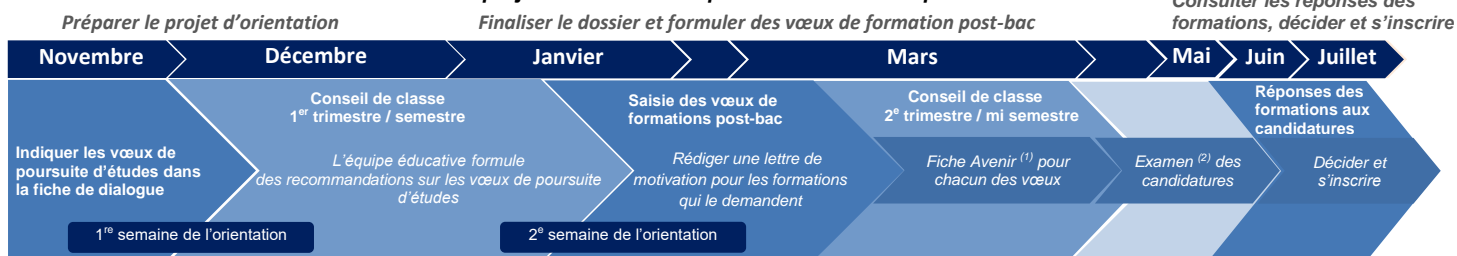 Préparer le projet d'orientation
Finaliser le dossier et formuler des vœux de formation post-bac
Consulter les réponses des
formations, décider et s'inscrire
Novembre
Décembre
Janvier
Mars
Mai
Juin
Juillet
Indiquer les vœux de
poursuite d'études dans
la fiche de dialogue
Conseil de classe
1er trimestre / semestre
L'équipe éducative formule
des recommandations sur les vœux de poursuite
d'études
Saisie des vœux de
formations post-bac
Rédiger une lettre de
motivation pour les formations
qui le demandent
Conseil de classe
2e trimestre / mi semestre
Fiche Avenir (1) pour
chacun des vœux
Examen (2) des
candidatures
Réponses des
formations aux
candidatures
Décider et
s'inscrire
1re semaine de l'orientation
2e semaine de l'orientation